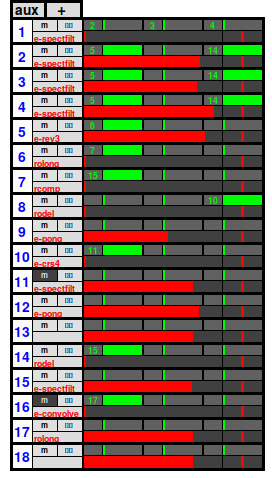 aux +
1 m 2 3 4
e-spectfilt
2 m 5 14
e-spectfilt
3 m 5 14
e-spectfilt
4 m 5 14
e-spectfilt
5 m 6
e-rev3
6 m 7
rolong
7 m 15
rcomp
8 m 10
rodel
9 m
e-pong
10 m 11
e-crs4
11 m
e-spectfilt
12 m
e-pong
13 m
14 m 15
rodel
15 m
e-spectfilt
16 m 17
e-convolve
17 m
rolong
18 m